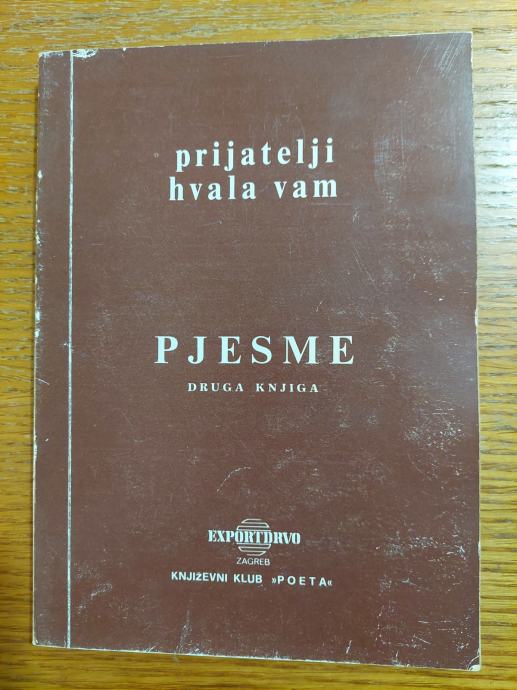 prijatelji
hvala vam
PJESME
DRUGA KNJIGA
EXPORTDRVO
ZAGREB
KNJIŽEVNI KLUB »POETA«